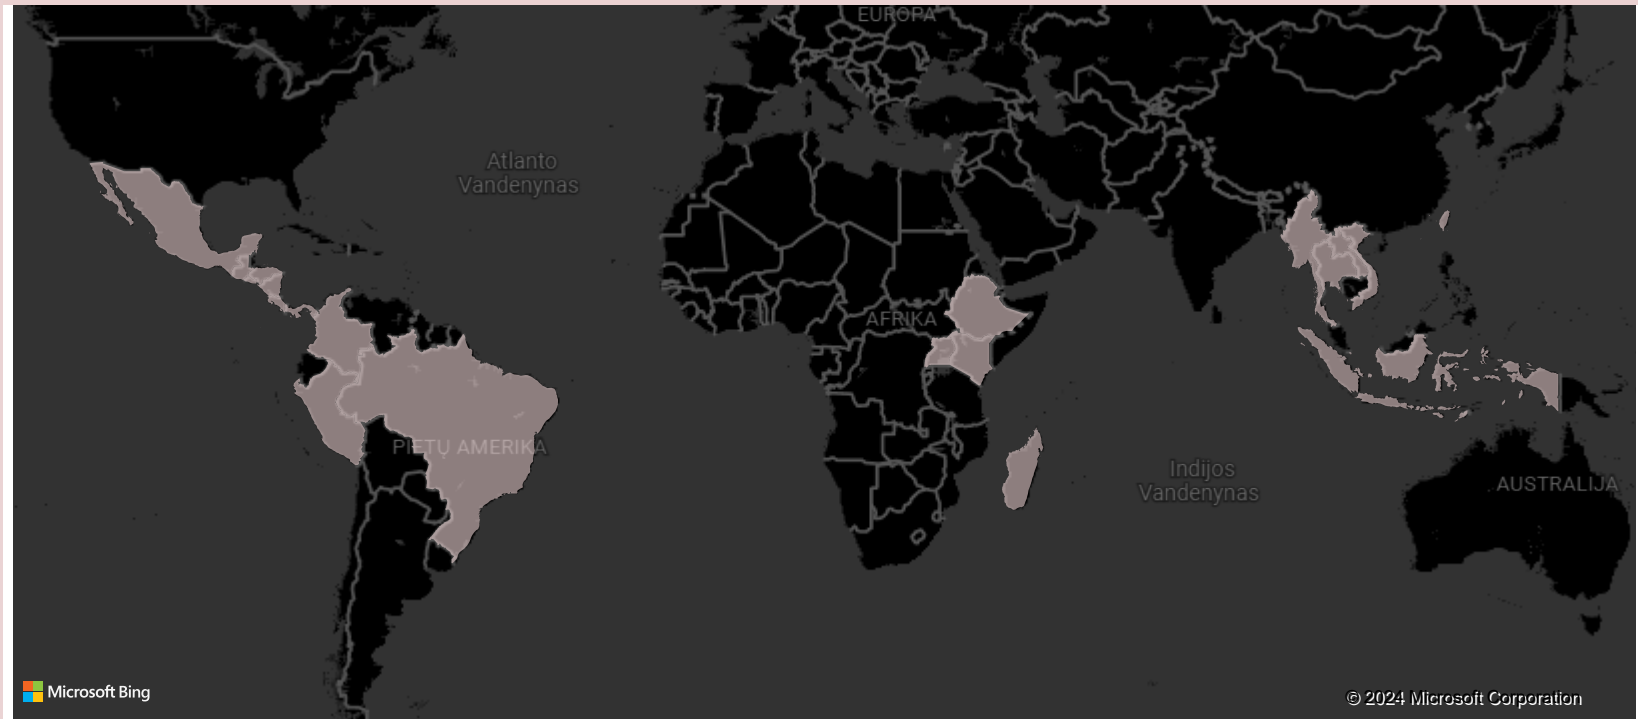 EUROPA
Atlanto
Vandenynas
AFRIKA
PIETŲ AMERIKA
Indijos
Vandenynas
AUSTRALIJA
Microsoft Bing
© 2024 Microsoft Corporation